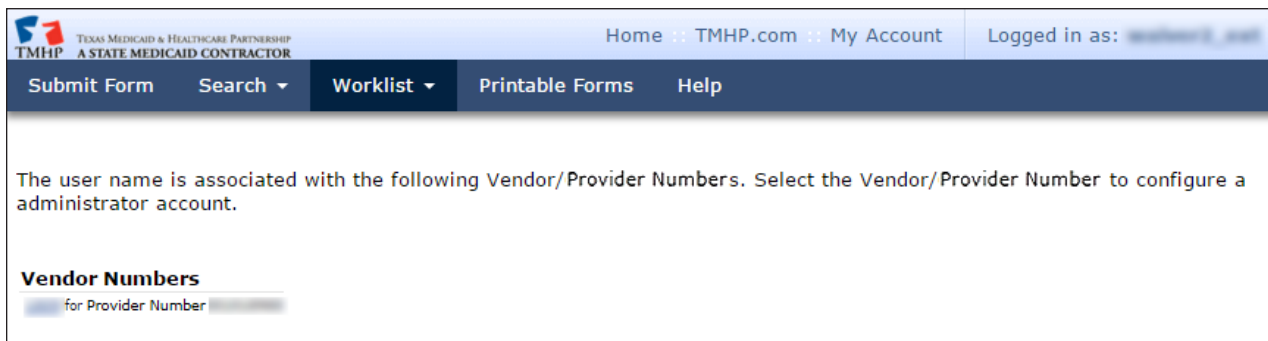 TEXAS MEDICAID & HEALTHCARE PARTNERSHIP
TMHP A STATE MEDICAID CONTRACTOR
Home :: TMHP.com :: My Account
Logged in as:
Submit Form Search Worklist Printable Forms Help
The user name is associated with the following Vendor/Provider Numbers. Select the Vendor/Provider Number to configure a
administrator account.
Vendor Numbers
for Provider Number